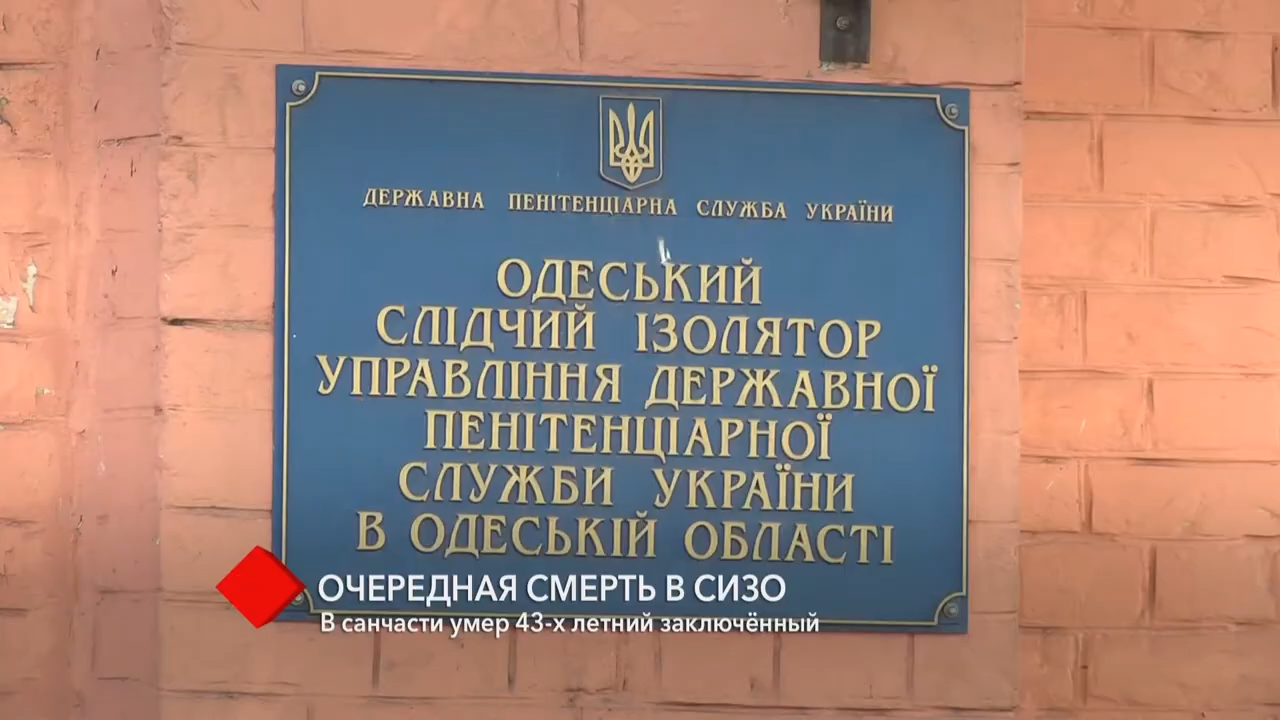 ДЕРЖАВНА ПЕНІТЕНЦІАРНА СЛУЖБА УКРАЇНИ
ОДЕСЬКИЙ
СЛІДЧИЙ ІЗОЛЯТОР
УПРАВЛІННЯ ДЕРЖАВНОЇ
ПЕНІТЕНЦІАРНОЇ
СЛУЖБИ УКРАЇНИ
В ОДЕСЬКІЙ ОБЛАСТІ
ОЧЕРЕДНАЯ СМЕРТЬ В СИЗО
В санчасти умер 43-х летний заключённый